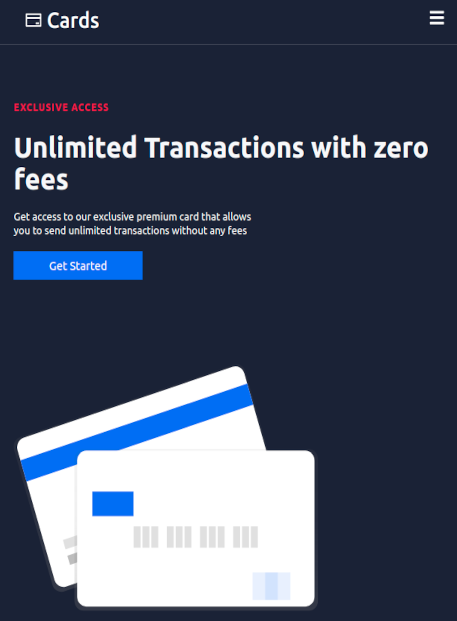 Cards
EXCLUSIVE ACCESS
Unlimited Transactions with zero
fees
Get access to our exclusive premium card that allows
you to send unlimited transactions without any fees
Get Started